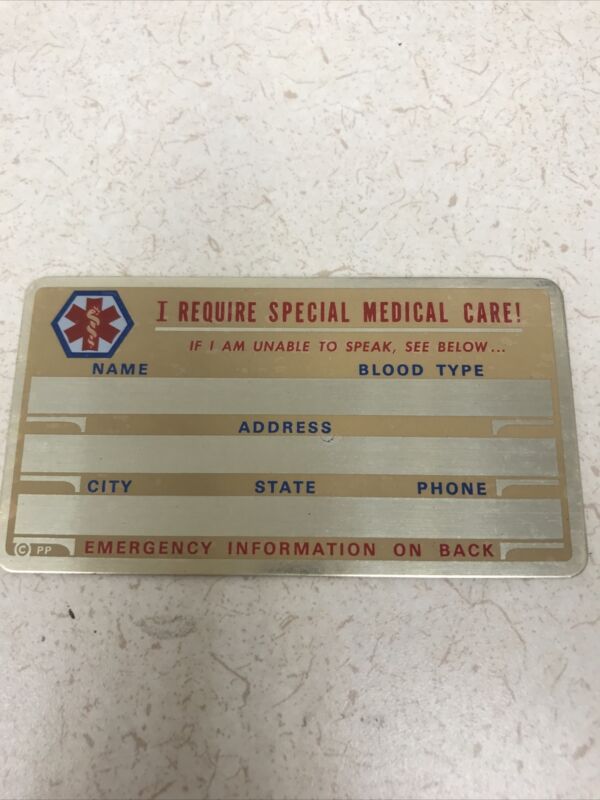 I REQUIRE SPECIAL MEDICAL CARE!
IF I AM UNABLE TO SPEAK, SEE BELOW...
NAME BLOOD TYPE
ADDRESS
CITY STATE PHONE
© PP EMERGENCY INFORMATION ON BACK